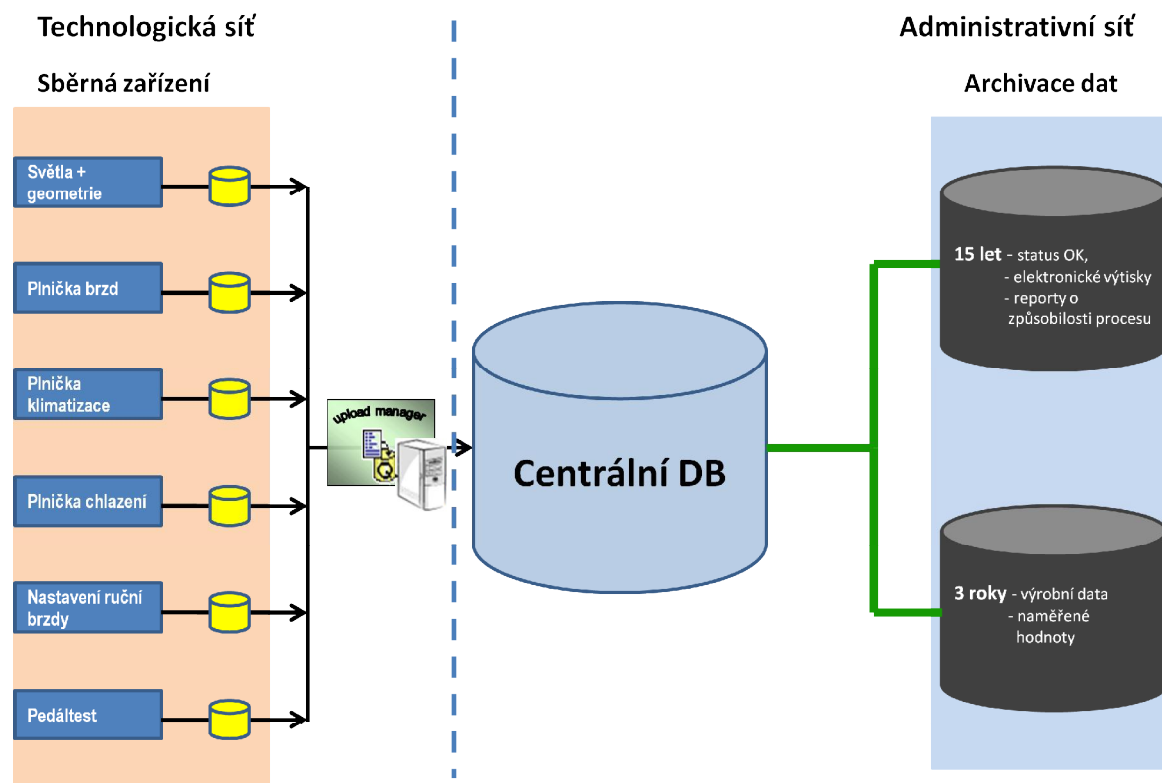 Technologická síť
Administrativní síť
Sběrná zařízení
Archivace dat
Světla +
geometrie
Plnička brzd
Plnička
klimatizace
Plnička chlazení
Nastavení ruční
brzdy
Pedáltest
upload manager
Centrální DB
15 let - status OK,
- elektronické výtisky
- reporty o
způsobilosti procesu
3 roky - výrobní data
- naměřené
hodnoty